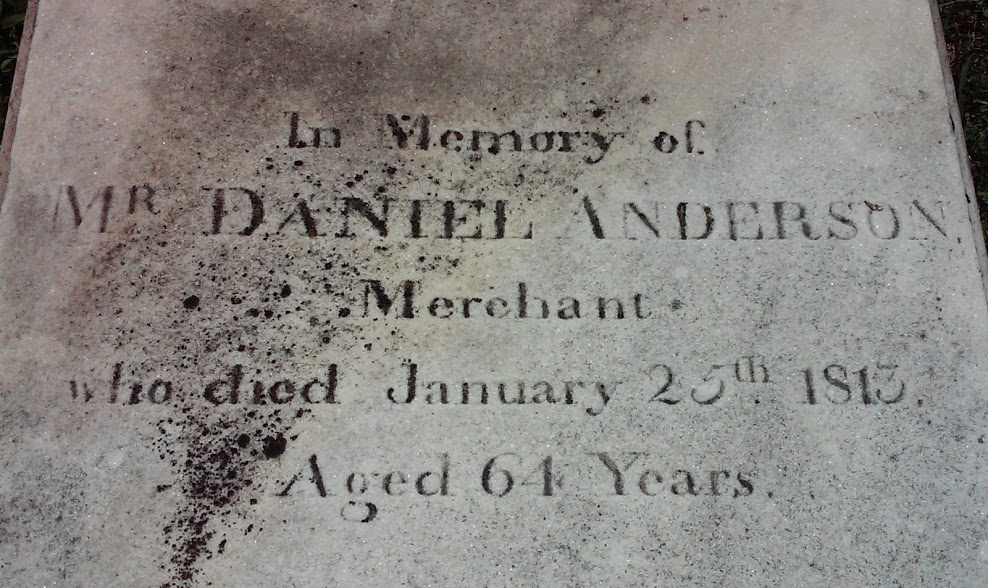 In Memory of
Mr DANIEL ANDERSON,
Merchant
who died January 25th 1813.
Aged 64 Years.